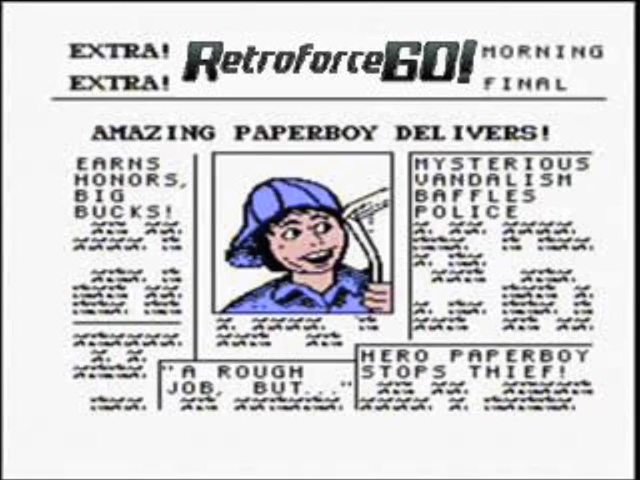 EXTRA!
Retroforce GO!
MORNING
EXTRA!
FINAL
AMAZING PAPERBOY DELIVERS!
EARNS
HONORS,
BIG
BUCKS!
MYSTERIOUS
VANDALISM
BAFFLES
POLICE
"A ROUGH
JOB, BUT..."
HERO PAPERBOY
STOPS THIEF!